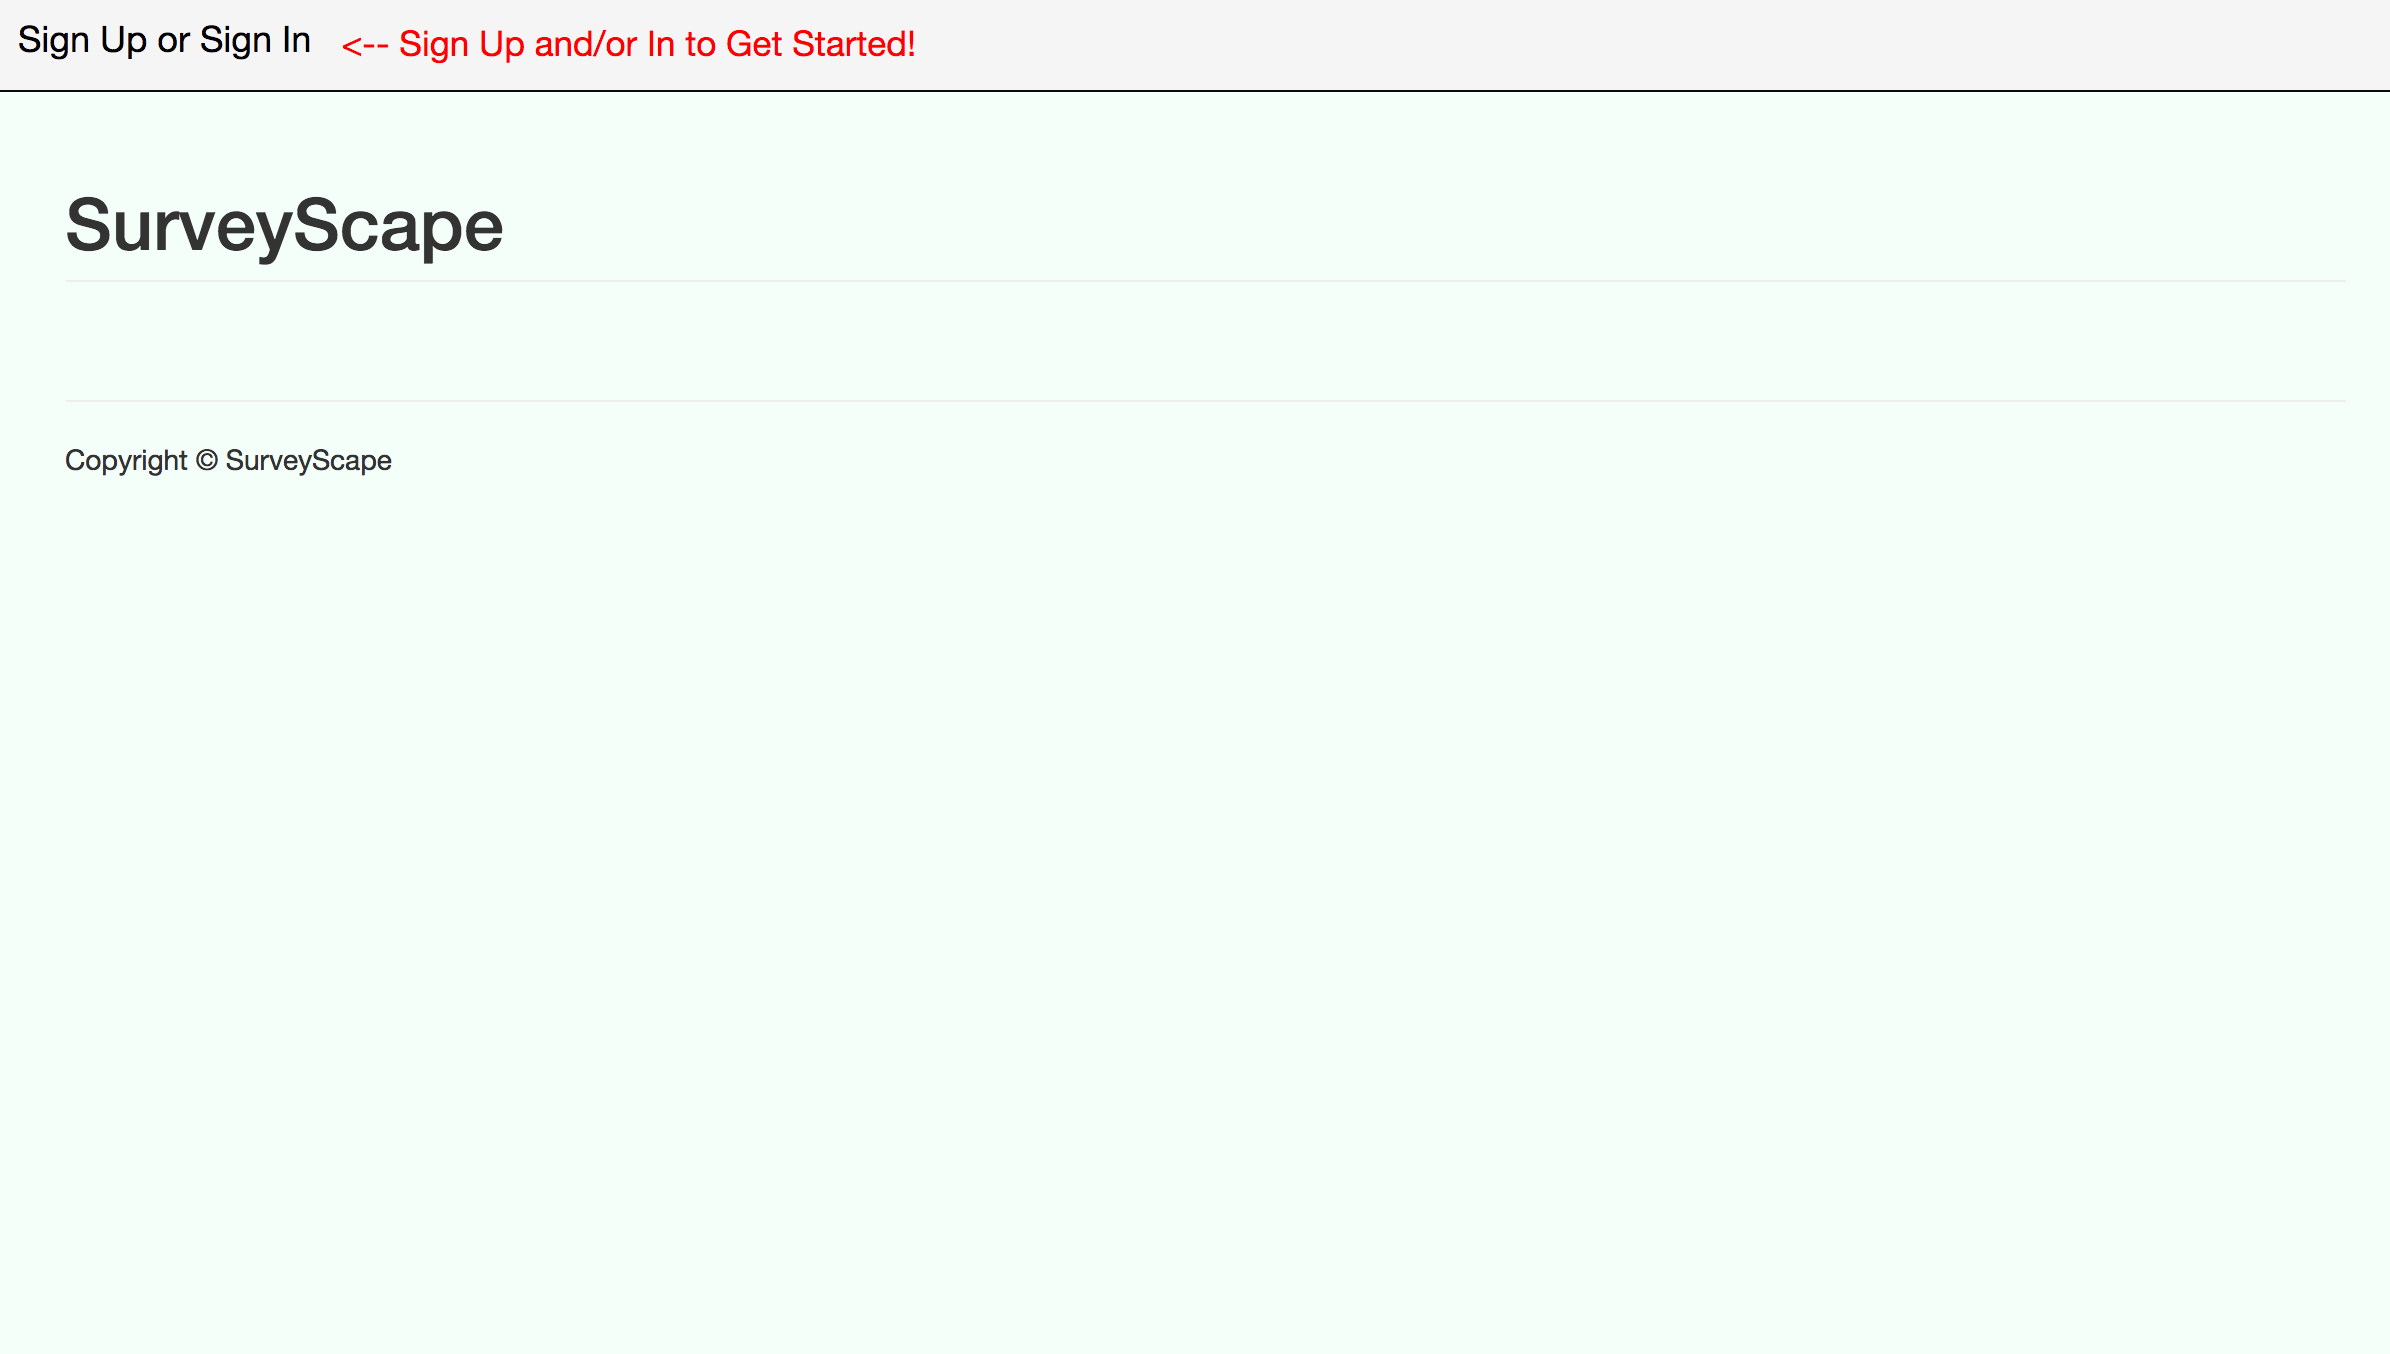 Sign Up or Sign In <-- Sign Up and/or In to Get Started!
SurveyScape
Copyright © SurveyScape